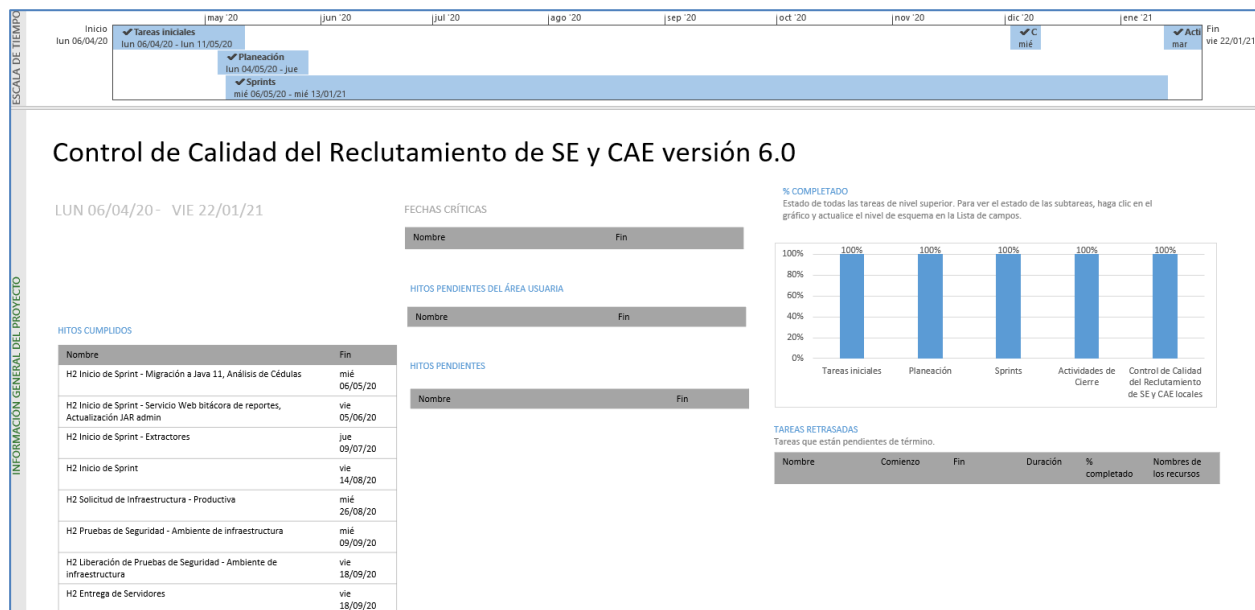 ESCALA DE TIEMPO
Inicio
lun 06/04/20
may '20
jun '20
jul '20
ago '20
sep '20
oct '20
nov '20
dic '20
ene '21
Tareas iniciales
lun 06/04/20 - lun 11/05/20
Planeación
lun 04/05/20 - jue
Sprints
mié 06/05/20 - mié 13/01/21
C
mié
Acti
mar
Fin
vie 22/01/21
INFORMACIÓN GENERAL DEL PROYECTO
Control de Calidad del Reclutamiento de SE y CAE versión 6.0
LUN 06/04/20 - VIE 22/01/21
HITOS CUMPLIDOS
Nombre Fin
H2 Inicio de Sprint - Migración a Java 11, Análisis de Cédulas mié
06/05/20
H2 Inicio de Sprint - Servicio Web bitácora de reportes, vie
Actualización JAR admin 05/06/20
H2 Inicio de Sprint - Extractores jue
09/07/20
H2 Inicio de Sprint vie
14/08/20
H2 Solicitud de Infraestructura - Productiva mié
26/08/20
H2 Pruebas de Seguridad - Ambiente de infraestructura mié
09/09/20
H2 Liberación de Pruebas de Seguridad - Ambiente de vie
infraestructura 18/09/20
H2 Entrega de Servidores vie
18/09/20
FECHAS CRÍTICAS
Nombre Fin
HITOS PENDIENTES DEL ÁREA USUARIA
Nombre Fin
HITOS PENDIENTES
Nombre Fin
% COMPLETADO
Estado de todas las tareas de nivel superior. Para ver el estado de las subtareas, haga clic en el
gráfico y actualice el nivel de esquema en la Lista de campos.
100%
80%
60%
40%
20%
0%
100% 100% 100% 100% 100%
Tareas iniciales
Planeación
Sprints
Actividades de
Cierre
Control de Calidad
del Reclutamiento
de SE y CAE locales
TAREAS RETRASADAS
Tareas que están pendientes de término.
Nombre Comienzo Fin Duración % Nombres de
completado los recursos